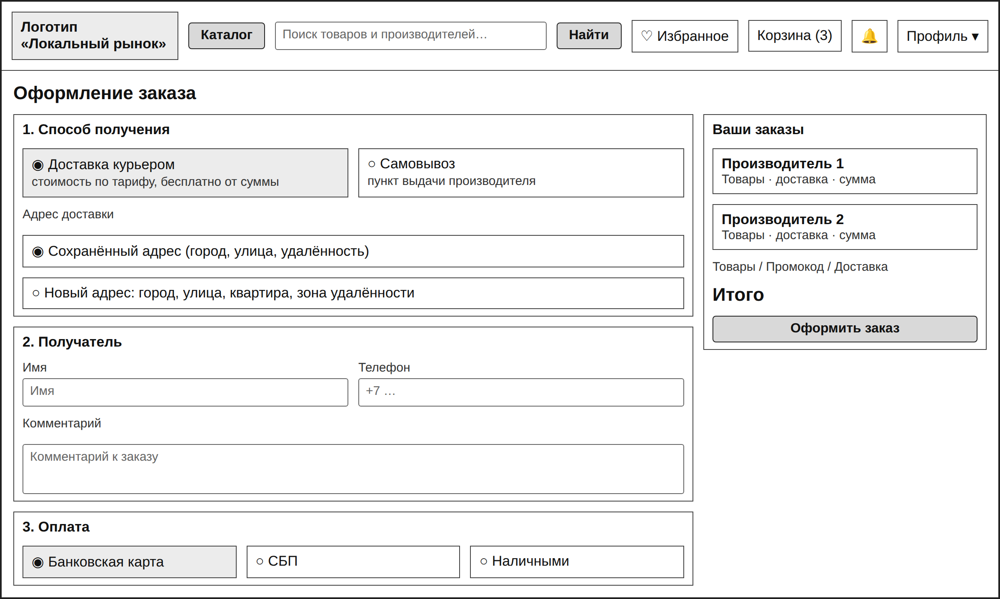 Логотип
«Локальный рынок»
Каталог
Поиск товаров и производителей…
Найти
♡ Избранное
Корзина (3)
🔔
Профиль ▾
Оформление заказа
1. Способ получения
◉ Доставка курьером
стоимость по тарифу, бесплатно от суммы
○ Самовывоз
пункт выдачи производителя
Адрес доставки
◉ Сохранённый адрес (город, улица, удалённость)
○ Новый адрес: город, улица, квартира, зона удалённости
2. Получатель
Имя
Телефон
Имя
+7 …
Комментарий
Комментарий к заказу
3. Оплата
◉ Банковская карта
○ СБП
○ Наличными
Ваши заказы
Производитель 1
Товары · доставка · сумма
Производитель 2
Товары · доставка · сумма
Товары / Промокод / Доставка
Итого
Оформить заказ